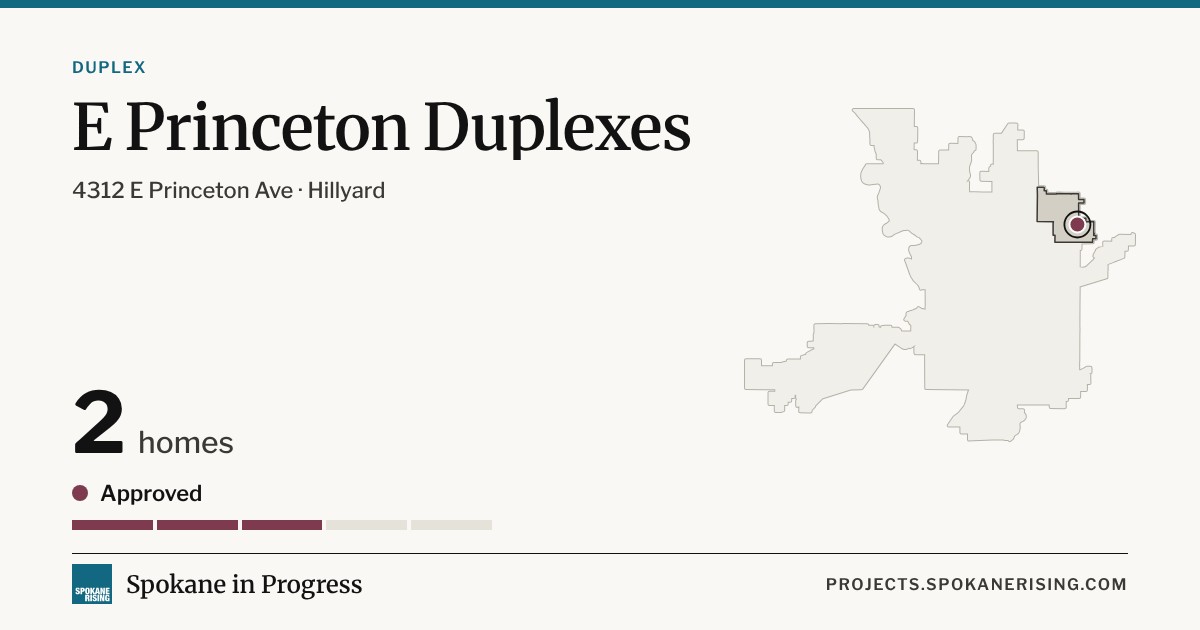 DUPLEX
E Princeton Duplexes
4312 E Princeton Ave · Hillyard
2 homes
Approved
SPOKANE
RISING
Spokane in Progress
PROJECTS.SPOKANERISING.COM